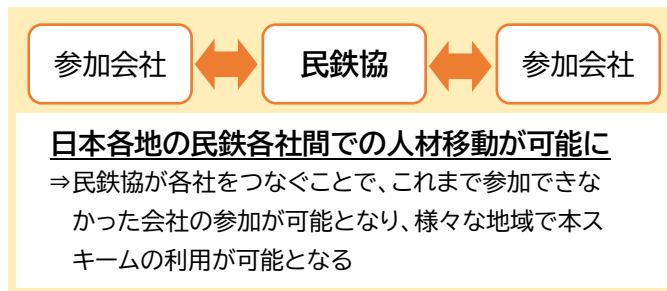 参加会社
民鉄協
参加会社
日本各地の民鉄各社間での人材移動が可能に
⇒民鉄協が各社をつなぐことで、これまで参加できな
かった会社の参加が可能となり、様々な地域で本ス
キームの利用が可能となる